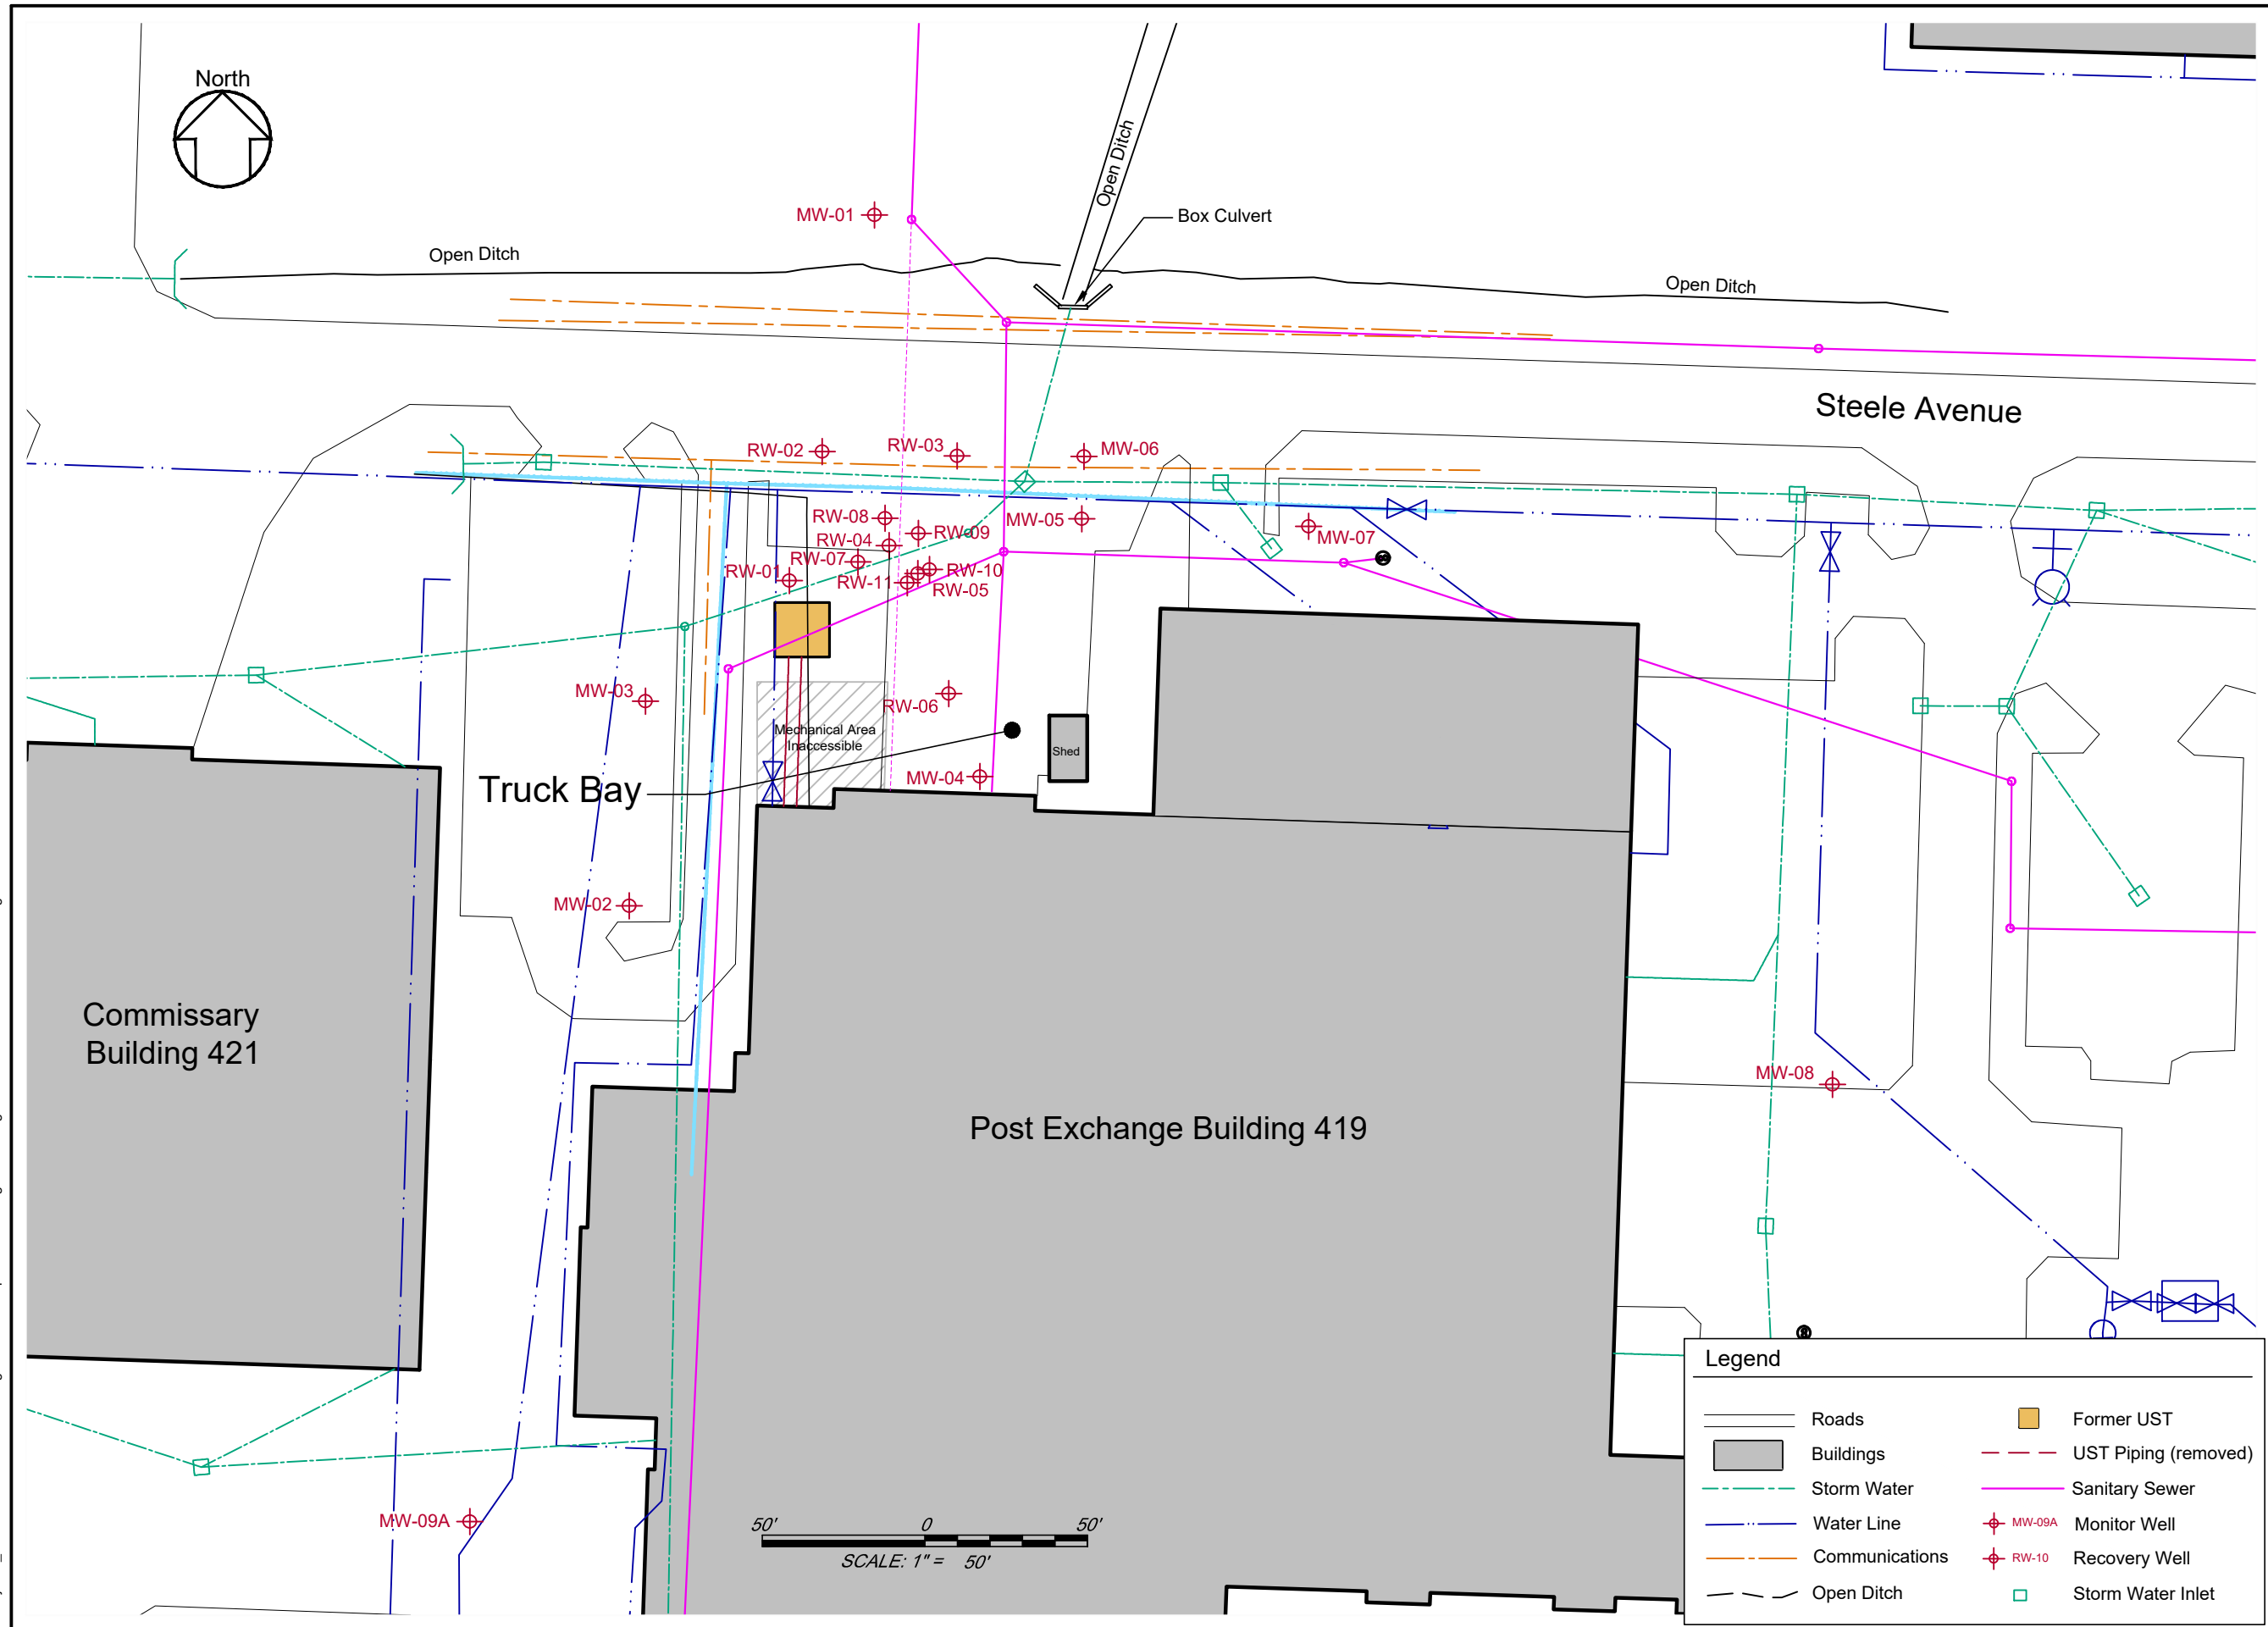 North
Open Ditch
MW-01
Box Culvert
Open Ditch
Open Ditch
Steele Avenue
RW-02
RW-03
MW-06
RW-08
RW-09
MW-05
RW-04
MW-07
RW-07
RW-01
RW-10
RW-11
RW-05
MW-03
RW-06
Mechanical Area
Inaccessible
Shed
MW-04
Truck Bay
MW-02
Commissary
Building 421
MW-08
Post Exchange Building 419
MW-09A
50' 0 50'
SCALE: 1" = 50'
Legend
Roads
Former UST
Buildings
UST Piping (removed)
Storm Water
Sanitary Sewer
Water Line
MW-09A Monitor Well
Communications
RW-10 Recovery Well
Open Ditch
Storm Water Inlet